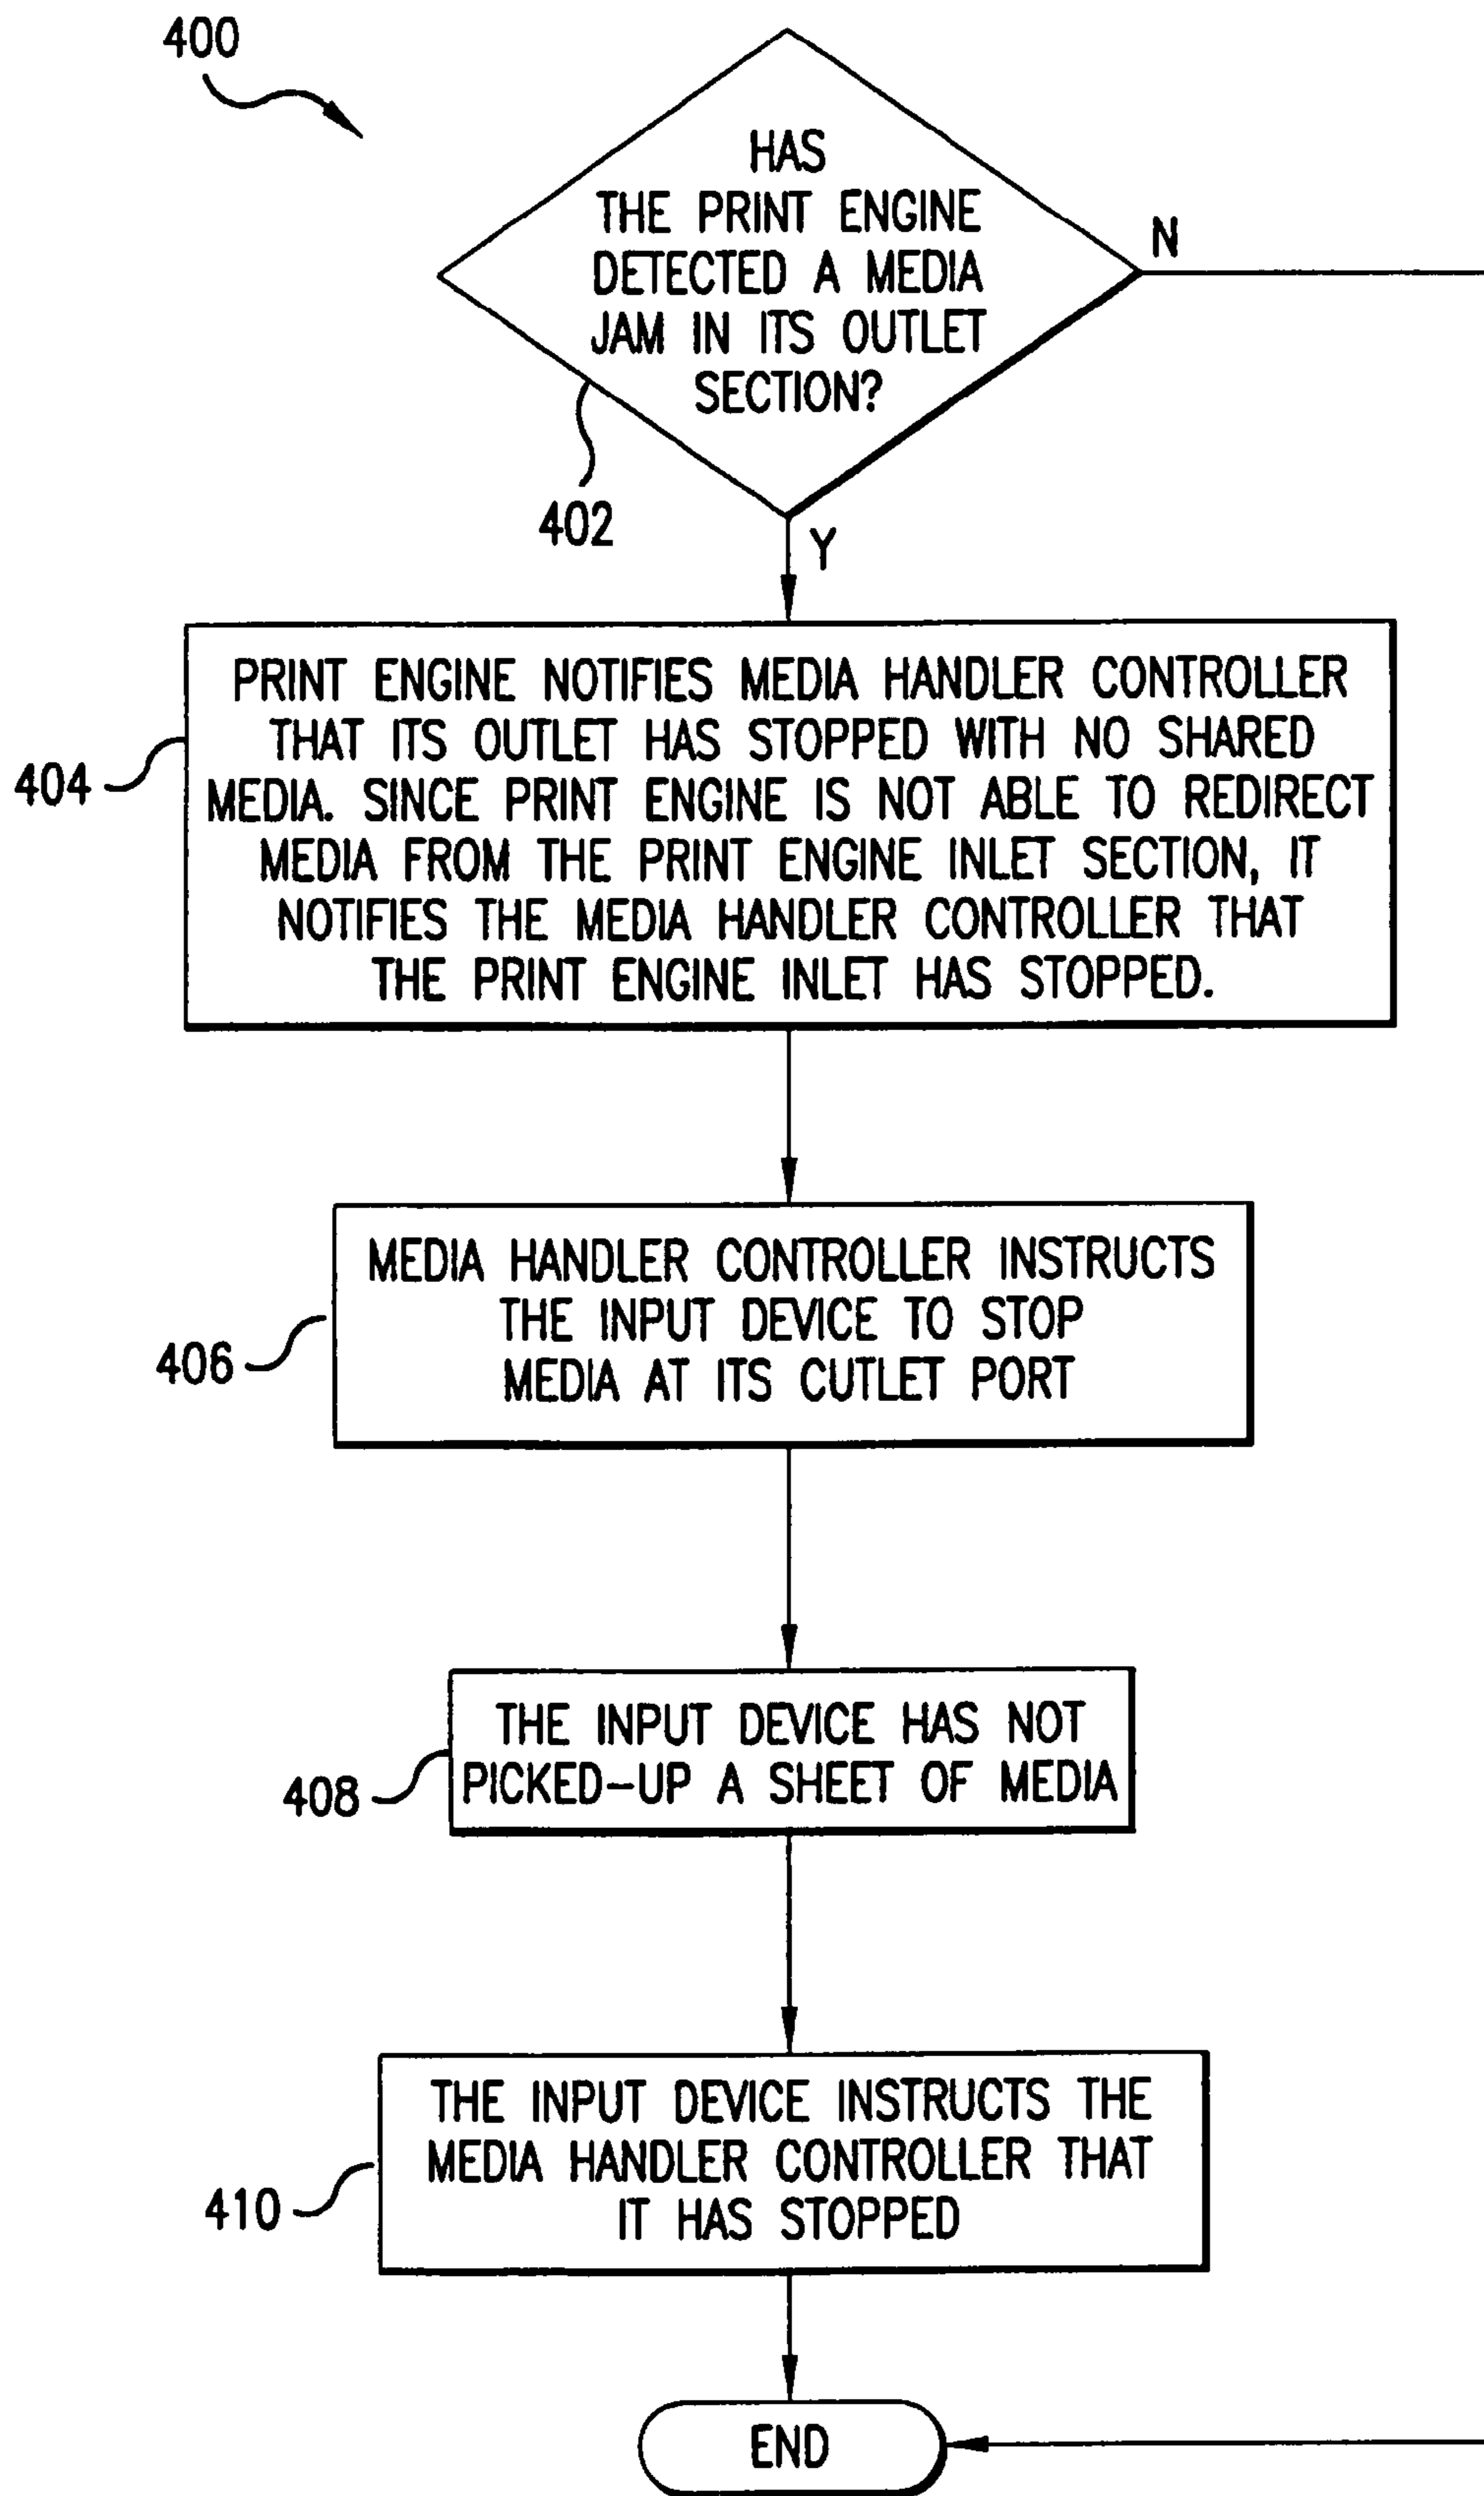 400
HAS
THE PRINT ENGINE
DETECTED A MEDIA
JAM IN ITS OUTLET
SECTION?
N
402
Y
PRINT ENGINE NOTIFIES MEDIA HANDLER CONTROLLER
THAT ITS OUTLET HAS STOPPED WITH NO SHARED
MEDIA. SINCE PRINT ENGINE IS NOT ABLE TO REDIRECT
MEDIA FROM THE PRINT ENGINE INLET SECTION, IT
NOTIFIES THE MEDIA HANDLER CONTROLLER THAT
THE PRINT ENGINE INLET HAS STOPPED.
404
MEDIA HANDLER CONTROLLER INSTRUCTS
THE INPUT DEVICE TO STOP
MEDIA AT ITS CUTLET PORT
406
THE INPUT DEVICE HAS NOT
PICKED-UP A SHEET OF MEDIA
408
THE INPUT DEVICE INSTRUCTS THE
MEDIA HANDLER CONTROLLER THAT
IT HAS STOPPED
410
END